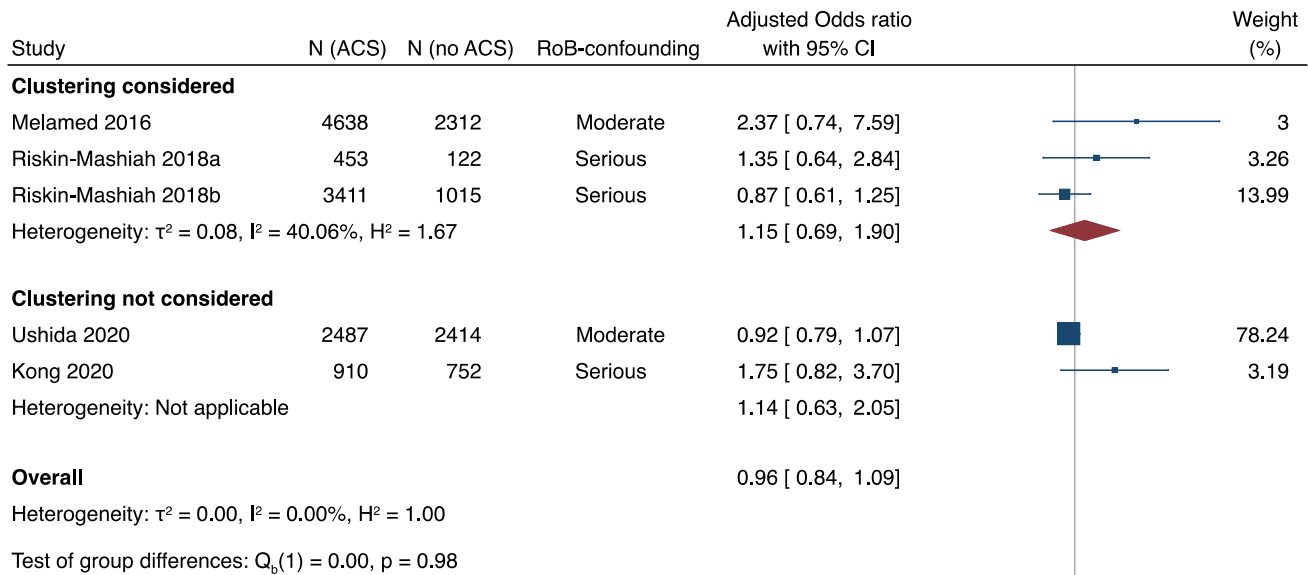 Study N (ACS) N (no ACS) RoB-confounding Adjusted Odds ratio with 95% CI Weight (%)
Clustering considered
Melamed 2016 4638 2312 Moderate 2.37 [ 0.74, 7.59] 3
Riskin-Mashiah 2018a 453 122 Serious 1.35 [ 0.64, 2.84] 3.26
Riskin-Mashiah 2018b 3411 1015 Serious 0.87 [ 0.61, 1.25] 13.99
Heterogeneity: τ² = 0.08, I² = 40.06%, H² = 1.67 1.15 [ 0.69, 1.90]
Clustering not considered
Ushida 2020 2487 2414 Moderate 0.92 [ 0.79, 1.07] 78.24
Kong 2020 910 752 Serious 1.75 [ 0.82, 3.70] 3.19
Heterogeneity: Not applicable 1.14 [ 0.63, 2.05]
Overall 0.96 [ 0.84, 1.09]
Heterogeneity: τ² = 0.00, I² = 0.00%, H² = 1.00
Test of group differences: Q_b(1) = 0.00, p = 0.98